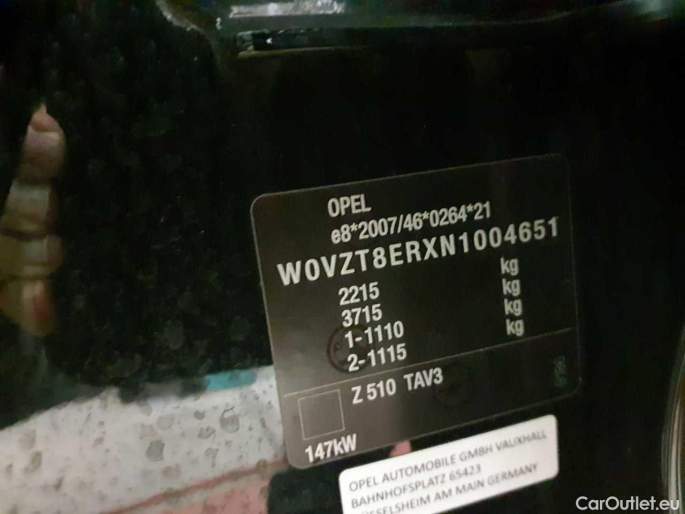 OPEL
e8*2007/46*0264*21
W0VZT8ERXN1004651
2215 kg
3715 kg
1-1110 kg
2-1115 kg
Z 510 TAV3
147kW
OPEL AUTOMOBILE GMBH VAUXHALL
BAHNHOFSPLATZ 65423
AM MAIN GERMANY
CarOutlet.eu